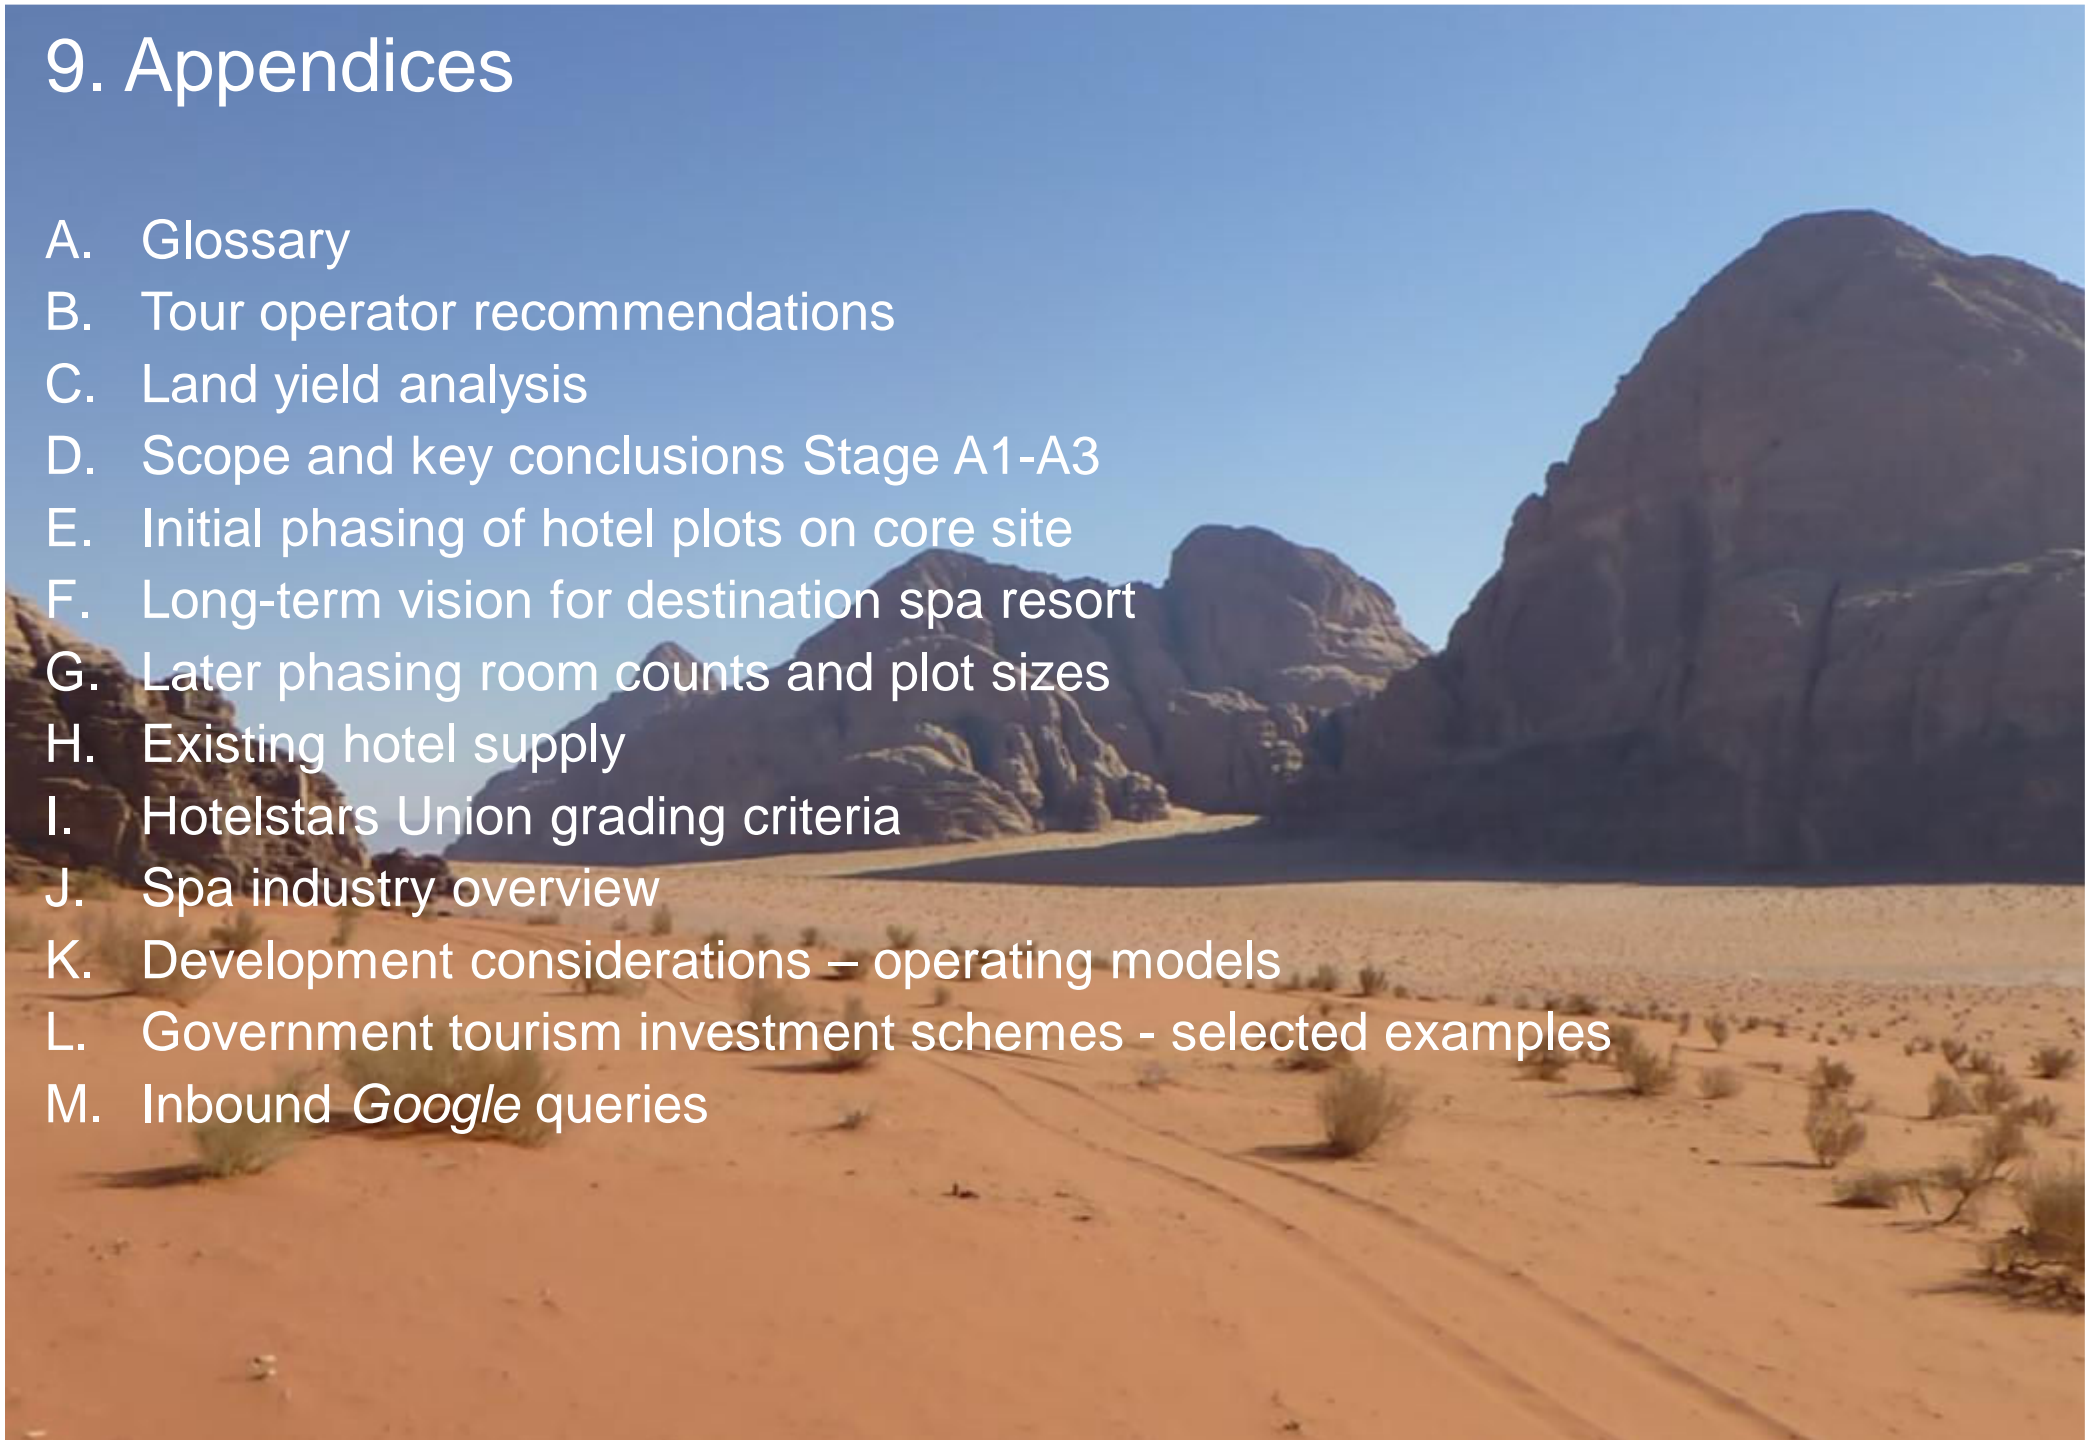 9. Appendices
A. Glossary
B. Tour operator recommendations
C. Land yield analysis
D. Scope and key conclusions Stage A1-A3
E. Initial phasing of hotel plots on core site
F. Long-term vision for destination spa resort
G. Later phasing room counts and plot sizes
H. Existing hotel supply
I. Hotelstars Union grading criteria
J. Spa industry overview
K. Development considerations – operating models
L. Government tourism investment schemes - selected examples
M. Inbound Google queries